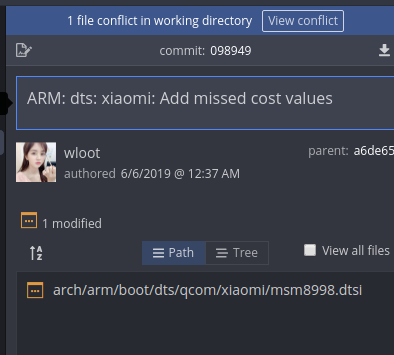 1 file conflict in working directory View conflict
commit: 098949
ARM: dts: xiaomi: Add missed cost values
wloot parent: a6de65
authored 6/6/2019 @ 12:37 AM
1 modified
A Z Path Tree View all files
arch/arm/boot/dts/qcom/xiaomi/msm8998.dtsi